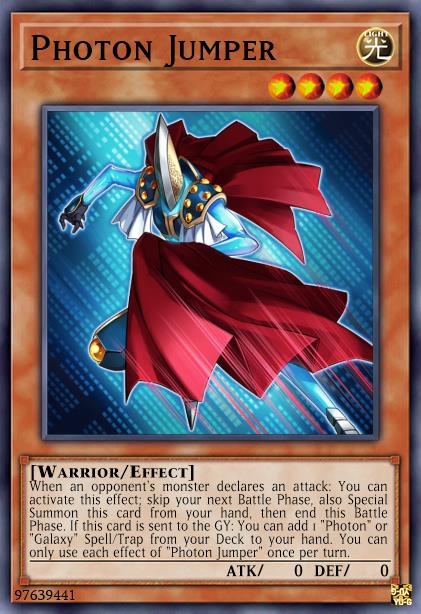 PHOTON JUMPER
LIGHT
光
[WARRIOR/EFFECT]
When an opponent's monster declares an attack: You can
activate this effect; skip your next Battle Phase, also Special
Summon this card from your hand, then end this Battle
Phase. If this card is sent to the GY: You can add 1 "Photon" or
"Galaxy" Spell/Trap from your Deck to your hand. You can
only use each effect of "Photon Jumper" once per turn.
ATK/ 0 DEF/ 0
97639441